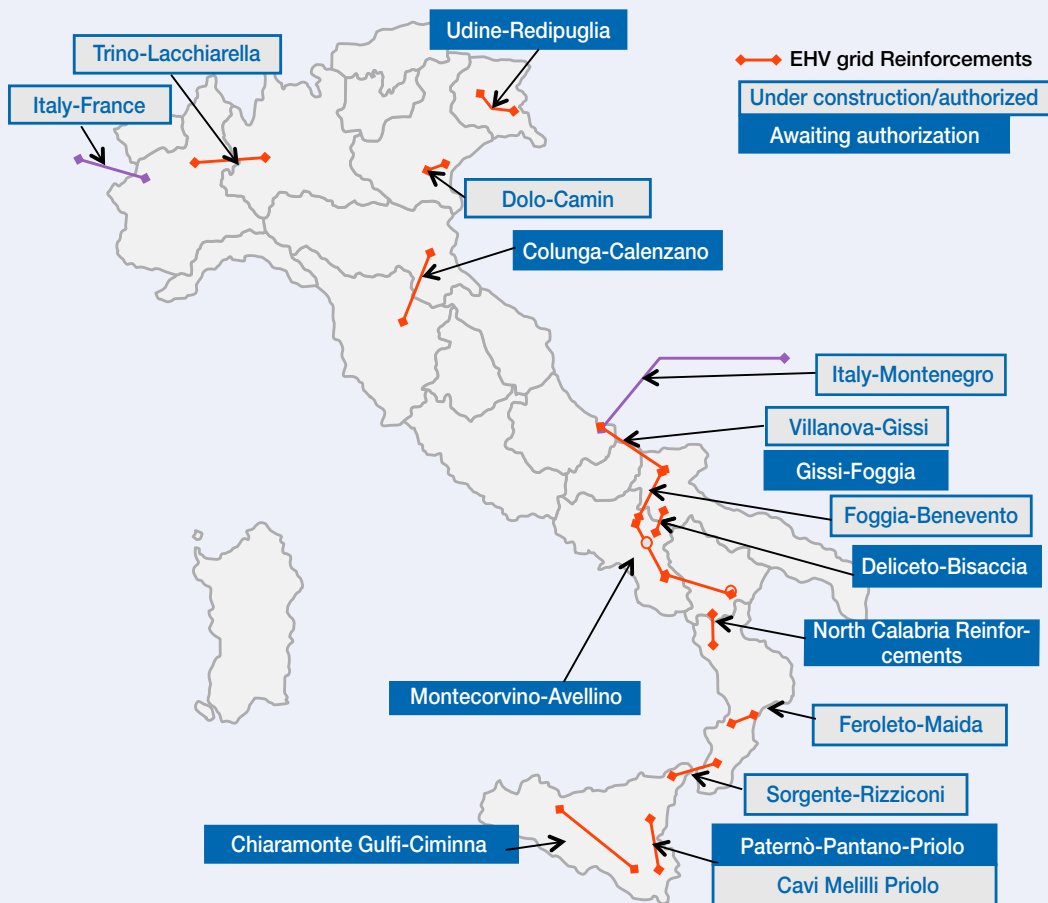 Udine-Redipuglia
Trino-Lacchiarella
EHV grid Reinforcements
Italy-France
Under construction/authorized
Awaiting authorization
Dolo-Camin
Colunga-Calenzano
Italy-Montenegro
Villanova-Gissi
Gissi-Foggia
Foggia-Benevento
Deliceto-Bisaccia
North Calabria Reinfor-
cements
Montecorvino-Avellino
Feroleto-Maida
Sorgente-Rizziconi
Chiaramonte Gulfi-Ciminna
Paternò-Pantano-Priolo
Cavi Melilli Priolo